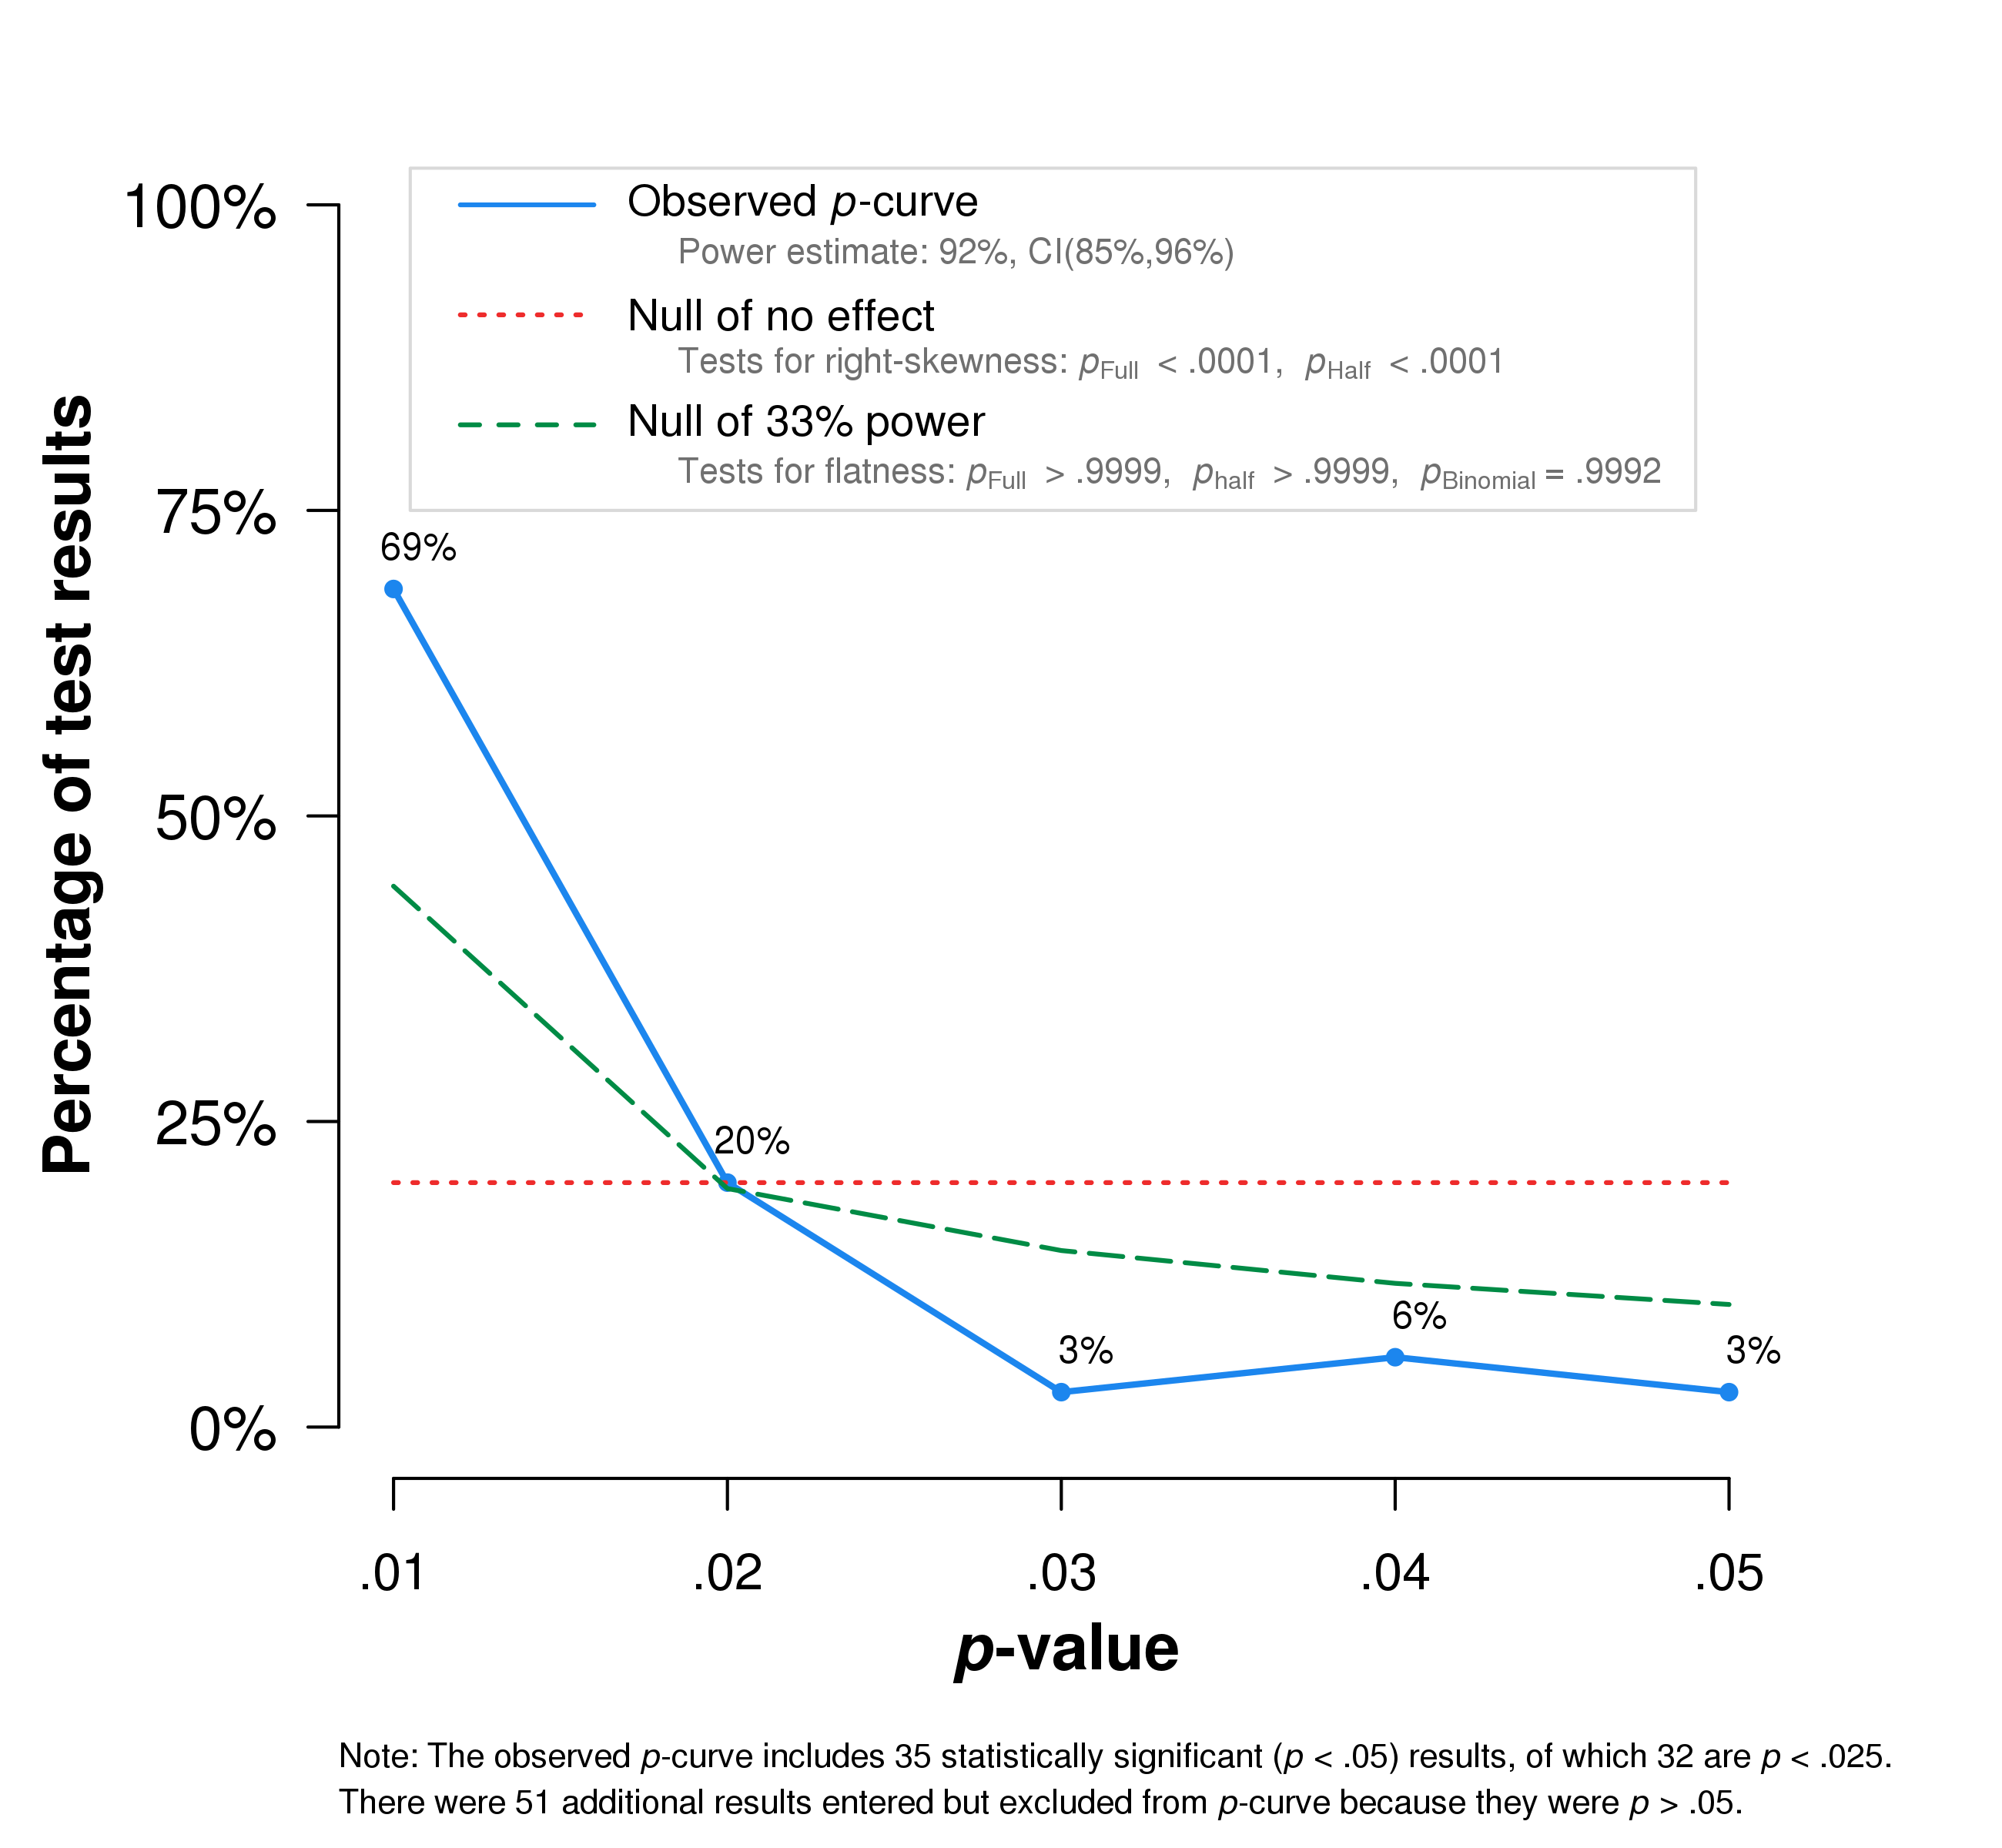 100%
75%
50%
25%
0%
Percentage of test results
Observed p-curve
Power estimate: 92%, CI(85%,96%)
Null of no effect
Tests for right-skewness: pFull < .0001, pHalf < .0001
Null of 33% power
Tests for flatness: pFull > .9999, phalf > .9999, pBinomial = .9992
69%
20%
3%
6%
3%
.01
.02
.03
.04
.05
p-value
Note: The observed p-curve includes 35 statistically significant (p < .05) results, of which 32 are p < .025.
There were 51 additional results entered but excluded from p-curve because they were p > .05.